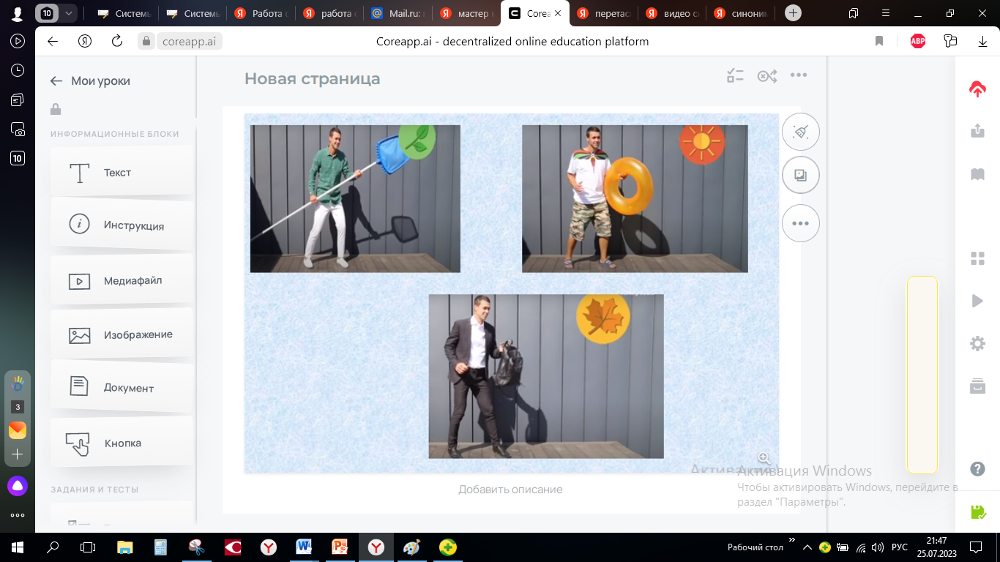 10
Системы
Системы
Работа с
работа с
Mail.ru:
мастер
Corea
перетас
видео с
синоним
coreapp.ai
Coreapp.ai - decentralized online education platform
ABP
10
Мои уроки
ИНФОРМАЦИОННЫЕ БЛОКИ
Текст
Инструкция
Медиафайл
Изображение
Документ
Кнопка
ЗАДАНИЯ И ТЕСТЫ
Новая страница
Добавить описание
Активация Windows
Чтобы активировать Windows, перейдите в
раздел "Параметры".
3
Рабочий стол
РУС
21:47
25.07.2023